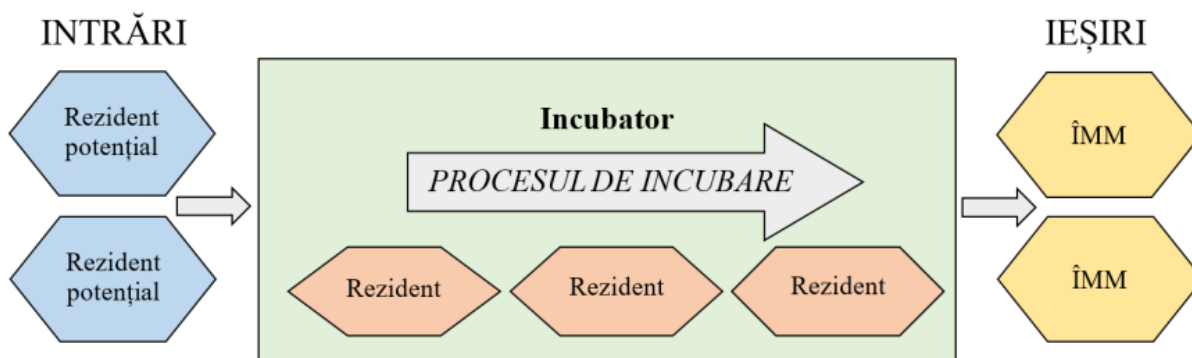 INTRĂRI
Rezident
potențial
Rezident
potențial
Incubator
PROCESUL DE INCUBARE
Rezident
Rezident
Rezident
IEȘIRI
ÎMM
ÎMM